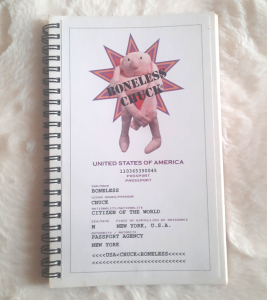 BONELESS
CHUCK
UNITED STATES OF AMERICA
110365390040
PASSPORT
BONELESS
CHUCK
CITIZEN OF THE WORLD
M NEW YORK, U.S.A.
PASSPORT AGENCY
NEW YORK
<<<<USA<CHUCK<BONELESS<<<<<